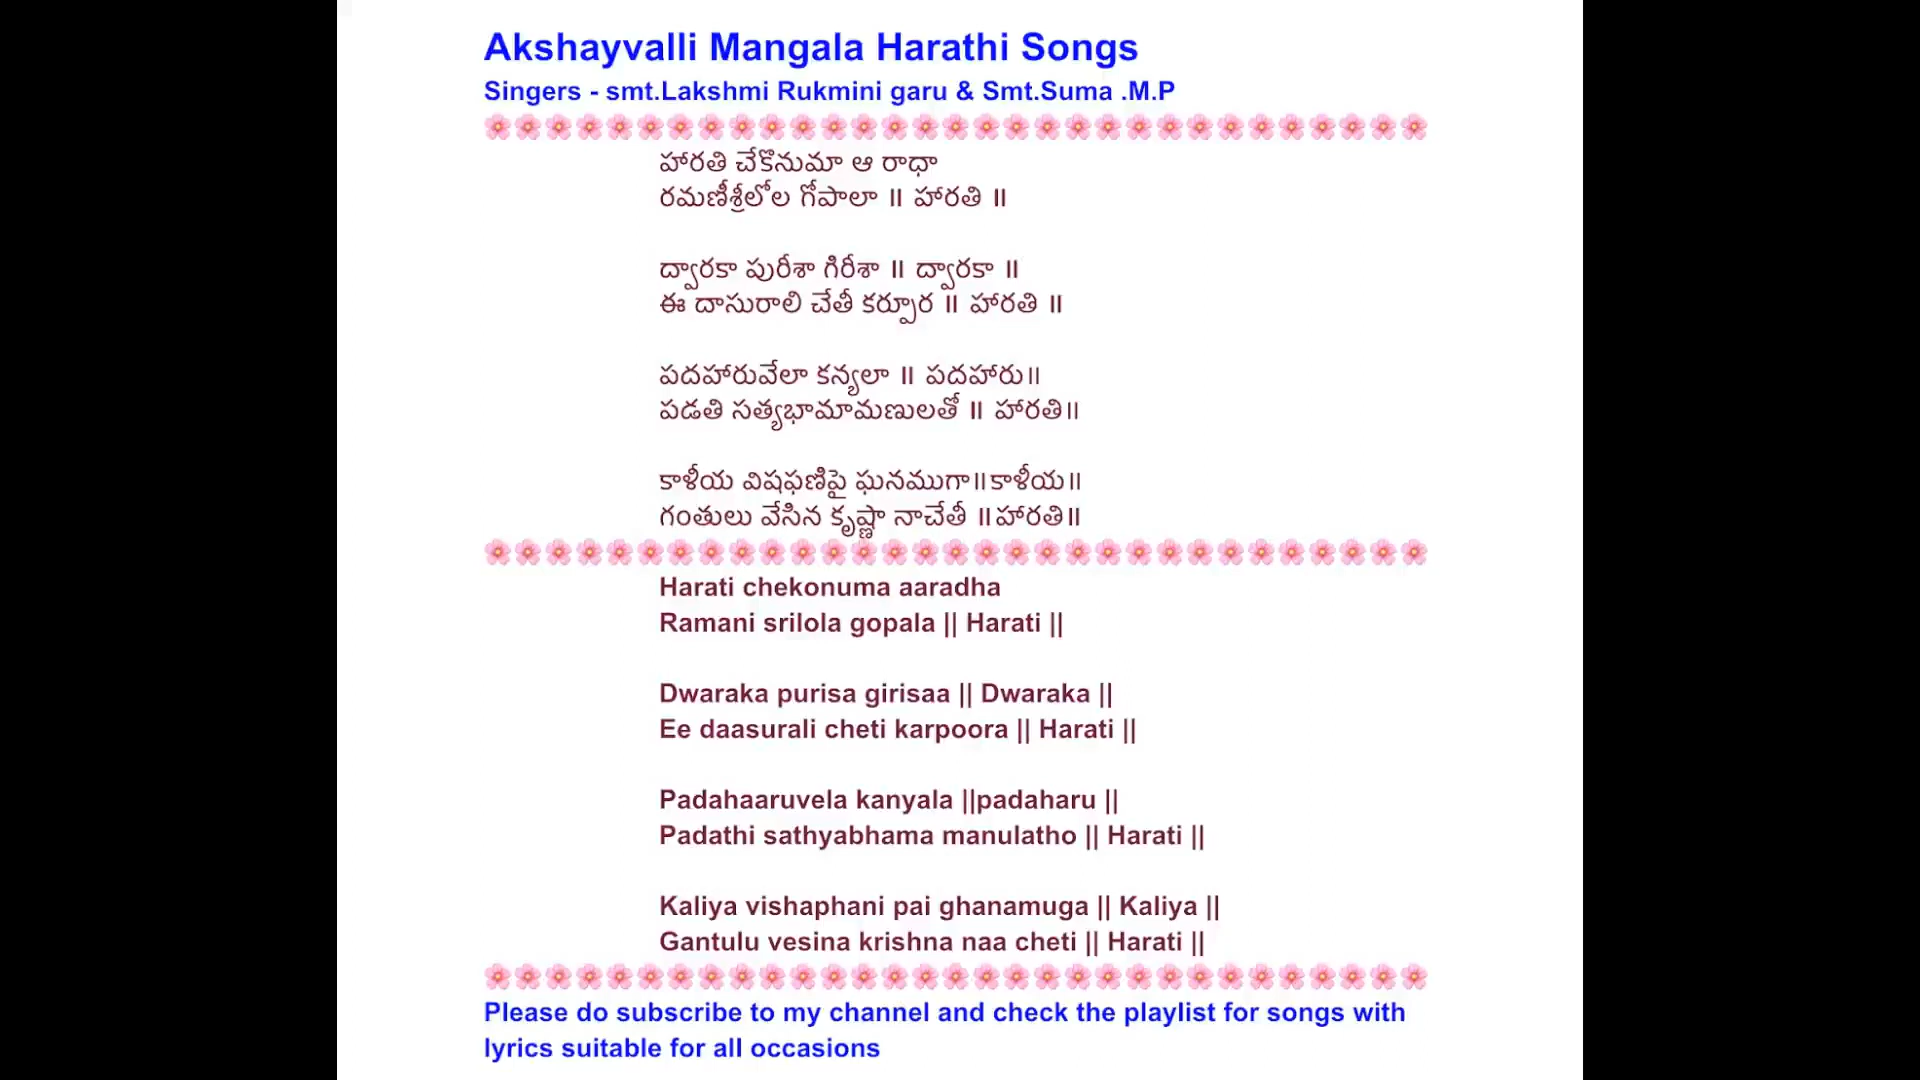 Akshayvalli Mangala Harathi Songs
Singers - smt.Lakshmi Rukmini garu & Smt.Suma .M.P
హారతి చేకొనుమా ఆ రాధా
రమణీశ్రీలోల గోపాలా || హారతి ||
ద్వారకా పురీశా గిరీశా || ద్వారకా ||
ఈ దాసురాలి చేతీ కర్పూర || హారతి ||
పదహారువేలా కన్యలా || పదహారు||
పడతి సత్యభామామణులతో || హారతి||
కాళీయ విషఫణిపై ఘనముగా||కాళీయ||
గంతులు వేసిన కృష్ణా నాచేతీ ||హారతి||
Harati chekonuma aaradha
Ramani srilola gopala || Harati ||
Dwaraka purisa girisaa || Dwaraka ||
Ee daasurali cheti karpoora || Harati ||
Padahaaruvela kanyala ||padaharu ||
Padathi sathyabhama manulatho || Harati ||
Kaliya vishaphani pai ghanamuga || Kaliya ||
Gantulu vesina krishna naa cheti || Harati ||
Please do subscribe to my channel and check the playlist for songs with
lyrics suitable for all occasions